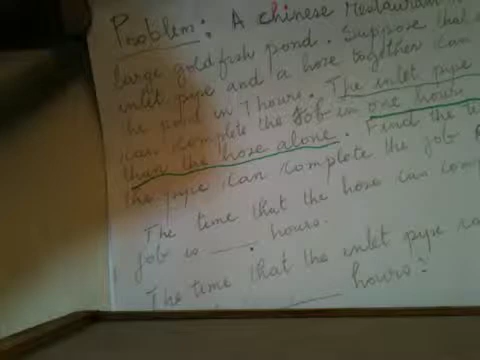 Problem: A chinese restaurant
large goldfish pond. Suppose that
inlet pipe and a hose together can
the pond in 7 hours. The inlet pipe
can complete the job in one hour
than the hose alone. Find the
the pipe can complete the job
The time that the hose can
job is ____ hours.
The time that the inlet pipe
____ hours?